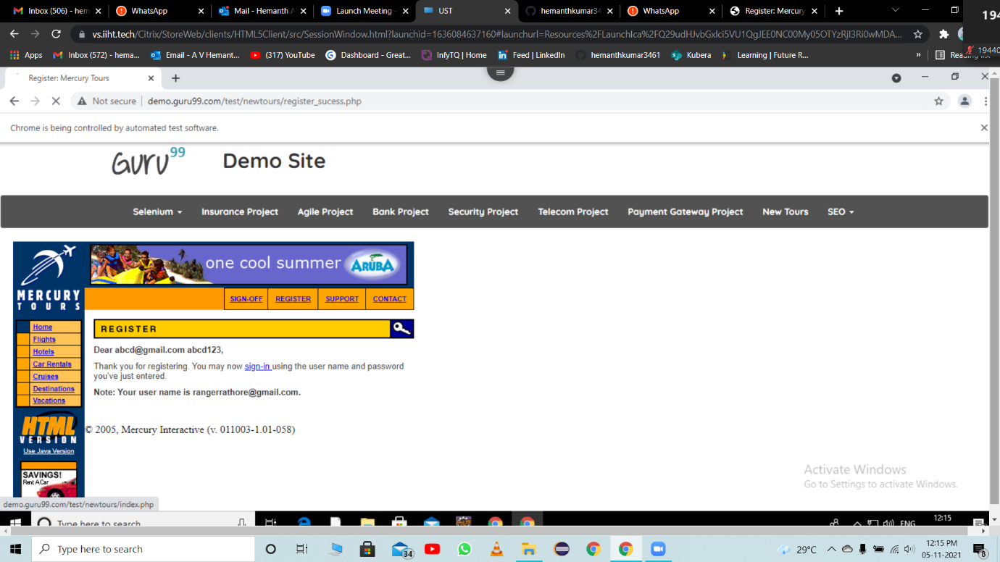 Inbox (506) - hem
WhatsApp
Mail - Hemanth A
Launch Meeting -
UST
hemanthkumar34
WhatsApp
Register: Mercury
194
vs.iiht.tech/Citrix/StoreWeb/clients/HTML5Client/src/SessionWindow.html?launchid=1636084637160#launchurl=Resources%2FLaunchIca%2FQ29udHJvbGxlci5VU1QgJEE0NC00My05OTYzRjI3Ri0wMDA...
Apps
Inbox (572) - hema...
Email - A V Hemant...
(317) YouTube
Dashboard - Great...
InfyTQ | Home
Feed | LinkedIn
hemanthkumar3461
Kubera
Learning | Future R...
»
Reading list
19440
Register: Mercury Tours
Not secure
demo.guru99.com/test/newtours/register_sucess.php
Chrome is being controlled by automated test software.
Guru99
Demo Site
Selenium
Insurance Project
Agile Project
Bank Project
Security Project
Telecom Project
Payment Gateway Project
New Tours
SEO
one cool summer
ARUBA
MERCURY
TOURS
SIGN-OFF
REGISTER
SUPPORT
CONTACT
Home
Flights
Hotels
Car Rentals
Cruises
Destinations
Vacations
REGISTER
Dear abcd@gmail.com abcd123,
Thank you for registering. You may now sign-in using the user name and password
you've just entered.
Note: Your user name is rangerrathore@gmail.com.
© 2005, Mercury Interactive (v. 011003-1.01-058)
HTML
VERSION
Use Java Version
SAVINGS!
Rent A Car
Activate Windows
Go to Settings to activate Windows.
demo.guru99.com/test/newtours/index.php
Type here to search
ENG
12:15
Type here to search
34
29°C
12:15 PM
05-11-2021
8